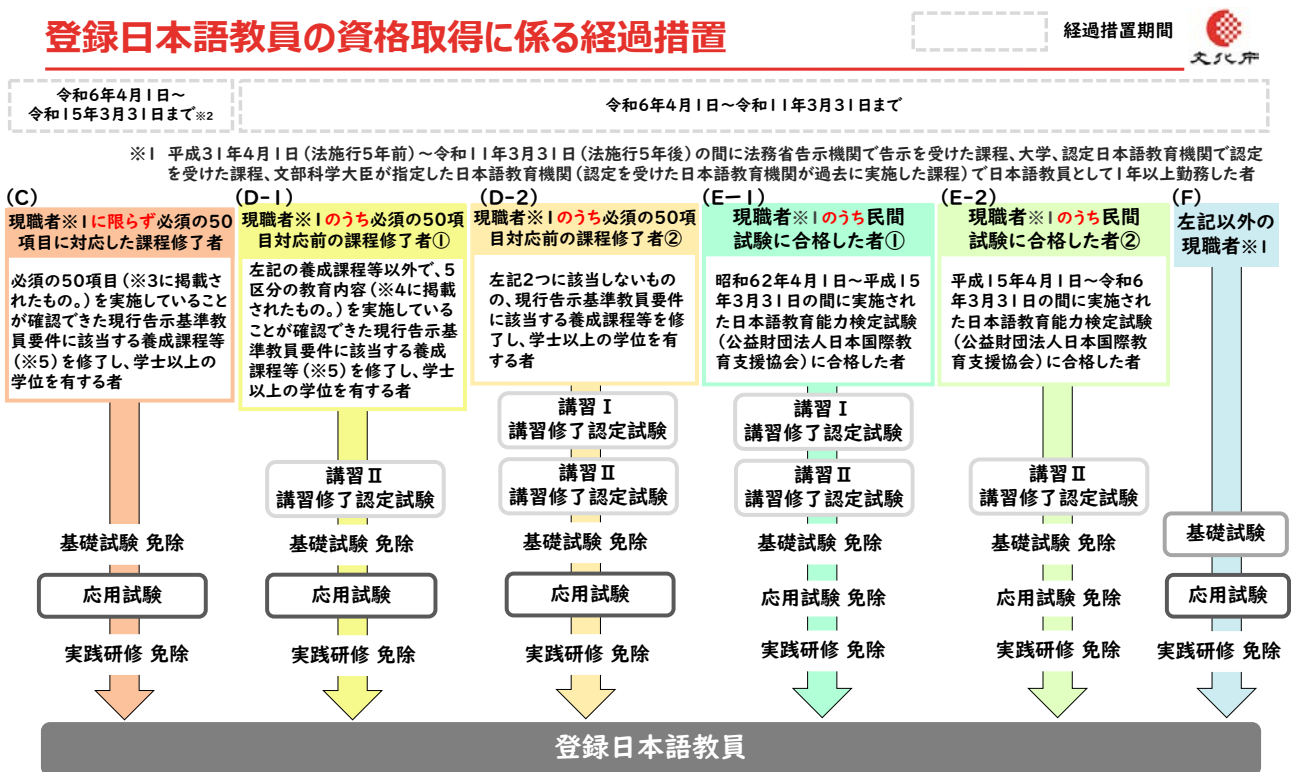 登録日本語教員の資格取得に係る経過措置
経過措置期間
文化庁
令和6年4月1日～
令和15年3月31日まで※2
令和6年4月1日～令和11年3月31日まで
※1 平成31年4月1日（法施行5年前）～令和11年3月31日（法施行5年後）の間に法務省告示機関で告示を受けた課程、大学、認定日本語教育機関で認定
を受けた課程、文部科学大臣が指定した日本語教育機関（認定を受けた日本語教育機関が過去に実施した課程）で日本語教員として1年以上勤務した者
(C)
現職者※1に限らず必須の50
項目に対応した課程修了者
必須の50項目（※3に掲載さ
れたもの。）を実施していること
が確認できた現行告示基準教
員要件に該当する養成課程等
（※5）を修了し、学士以上の
学位を有する者
基礎試験 免除
応用試験
実践研修 免除
(D-1)
現職者※1のうち必須の50項
目対応前の課程修了者①
左記の養成課程等以外で、5
区分の教育内容（※4に掲載
されたもの。）を実施している
ことが確認できた現行告示基
準教員要件に該当する養成
課程等（※5）を修了し、学士
以上の学位を有する者
講習Ⅱ
講習修了認定試験
基礎試験 免除
応用試験
実践研修 免除
(D-2)
現職者※1のうち必須の50項
目対応前の課程修了者②
左記2つに該当しないもの
の、現行告示基準教員要件
に該当する養成課程等を修
了し、学士以上の学位を有
する者
講習Ⅰ
講習修了認定試験
講習Ⅱ
講習修了認定試験
基礎試験 免除
応用試験
実践研修 免除
(E-1)
現職者※1のうち民間
試験に合格した者①
昭和62年4月1日～平成15
年3月31日の間に実施され
た日本語教育能力検定試験
（公益財団法人日本国際教
育支援協会）に合格した者
講習Ⅰ
講習修了認定試験
講習Ⅱ
講習修了認定試験
基礎試験 免除
応用試験 免除
実践研修 免除
(E-2)
現職者※1のうち民間
試験に合格した者②
平成15年4月1日～令和6
年3月31日の間に実施され
た日本語教育能力検定試験
（公益財団法人日本国際教
育支援協会）に合格した者
講習Ⅱ
講習修了認定試験
基礎試験 免除
応用試験 免除
実践研修 免除
(F)
左記以外の
現職者※1
基礎試験
応用試験
実践研修 免除
登録日本語教員